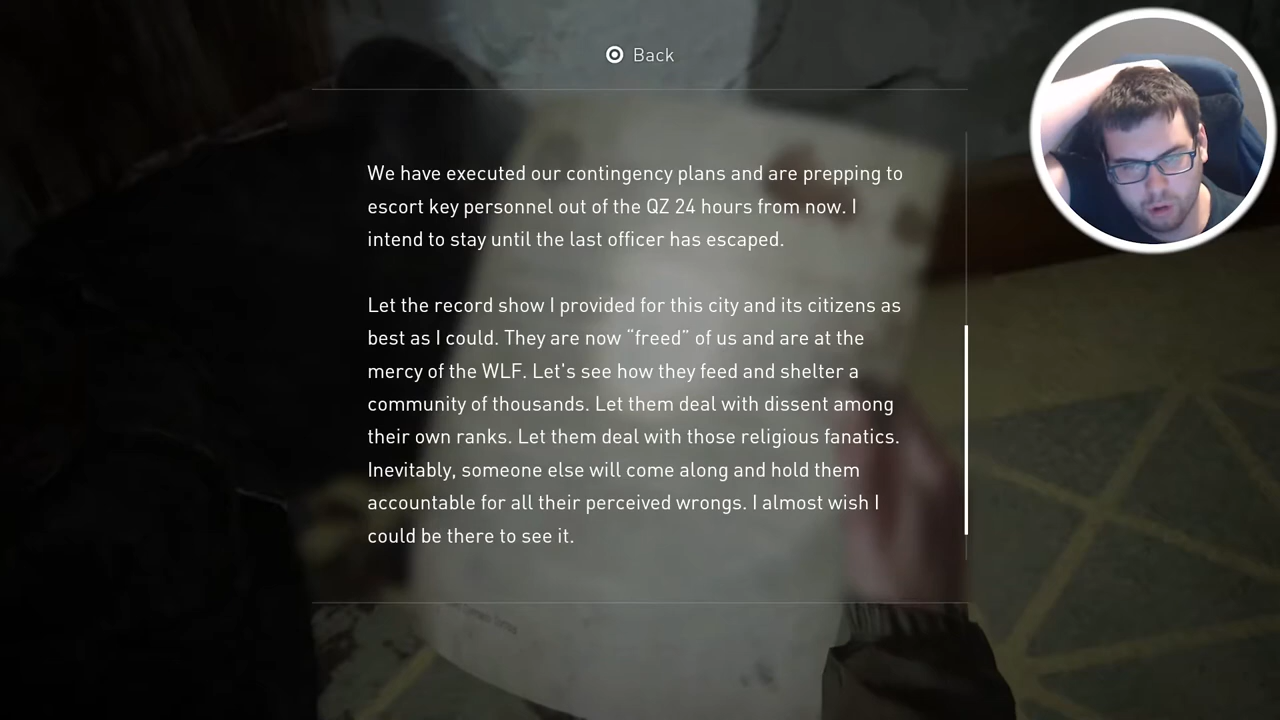 Back
We have executed our contingency plans and are prepping to
escort key personnel out of the QZ 24 hours from now. I
intend to stay until the last officer has escaped.
Let the record show I provided for this city and its citizens as
best as I could. They are now “freed” of us and are at the
mercy of the WLF. Let's see how they feed and shelter a
community of thousands. Let them deal with dissent among
their own ranks. Let them deal with those religious fanatics.
Inevitably, someone else will come along and hold them
accountable for all their perceived wrongs. I almost wish I
could be there to see it.